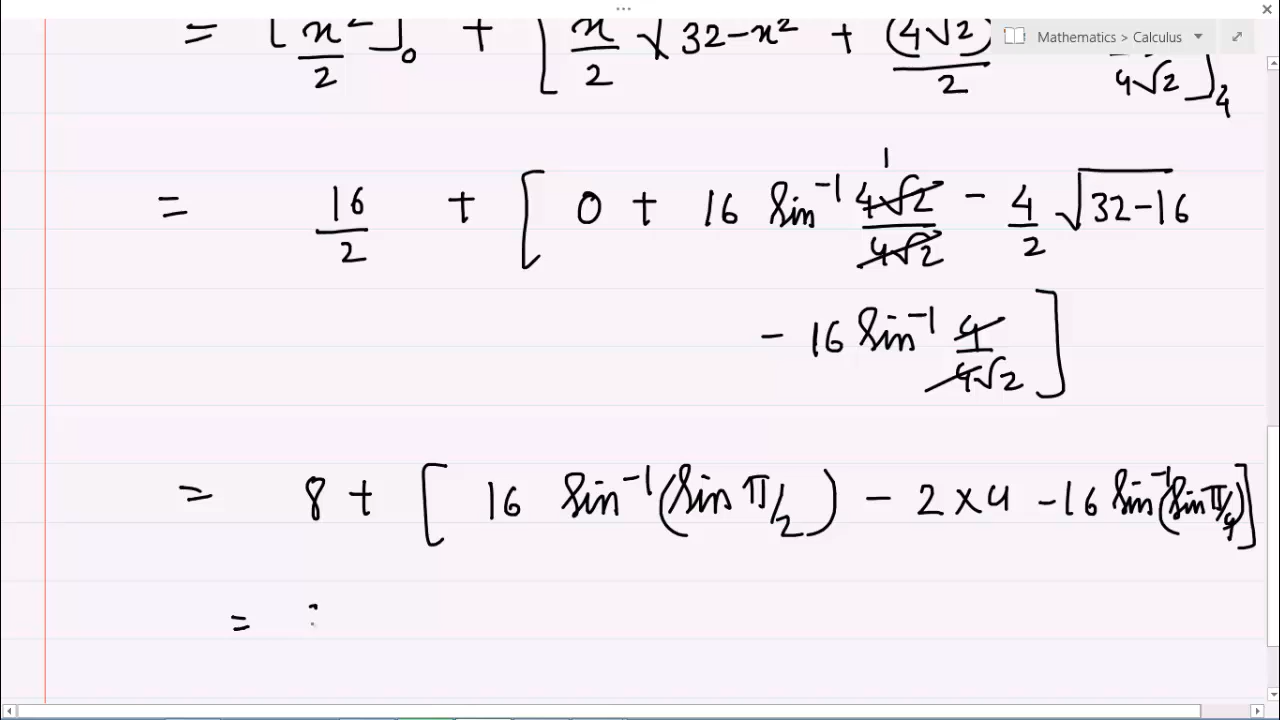 Mathematics > Calculus
= [x²/2]₀ + [x/2 √32-x² + (4√2)/2 4√2]₄
= 16/2 + [0 + 16 sin⁻¹ 4√2/4√2 1 - 4/2 √32-16
- 16 sin⁻¹ 4/4√2]
= 8 + [16 sin⁻¹(sin π/2) - 2×4 - 16 sin⁻¹(sin π/4)]
=